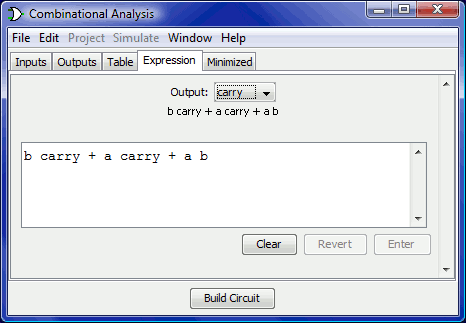 Combinational Analysis
File Edit Project Simulate Window Help
Inputs Outputs Table Expression Minimized
Output: carry
b carry + a carry + a b
b carry + a carry + a b
Clear Revert Enter
Build Circuit